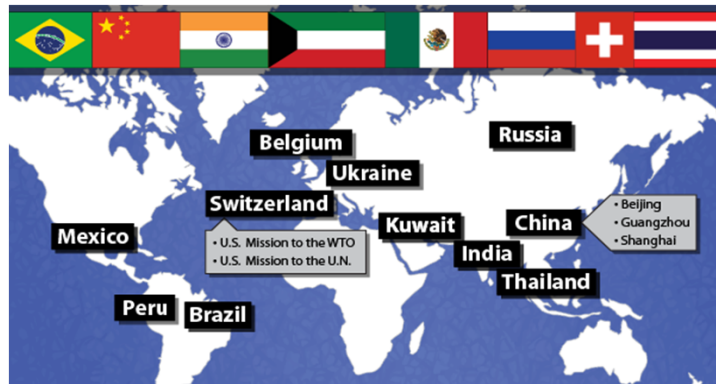 Belgium
Russia
Ukraine
Switzerland
• U.S. Mission to the WTO
• U.S. Mission to the U.N.
Mexico
Kuwait
China
• Beijing
• Guangzhou
• Shanghai
India
Thailand
Peru
Brazil